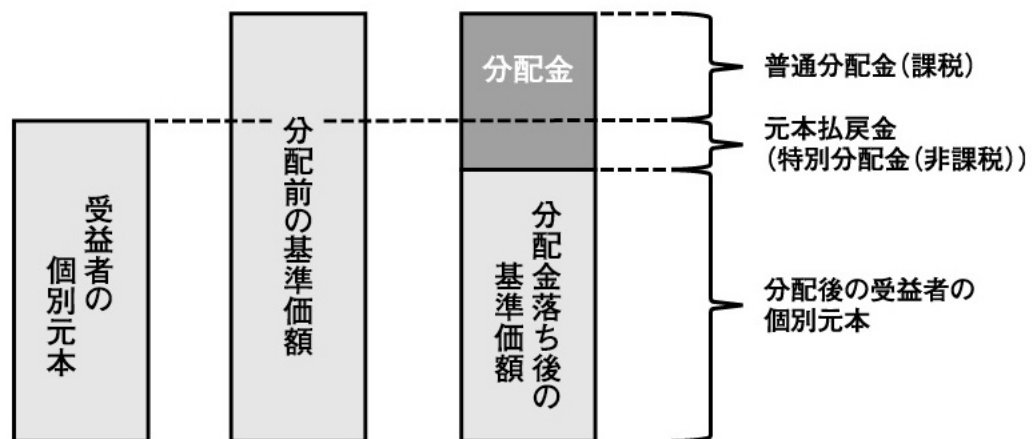 受益者の
個別元本
分配前の基準価額
分配金
分配金落ち後の
基準価額
普通分配金(課税)
元本払戻金
(特別分配金(非課税))
分配後の受益者の
個別元本